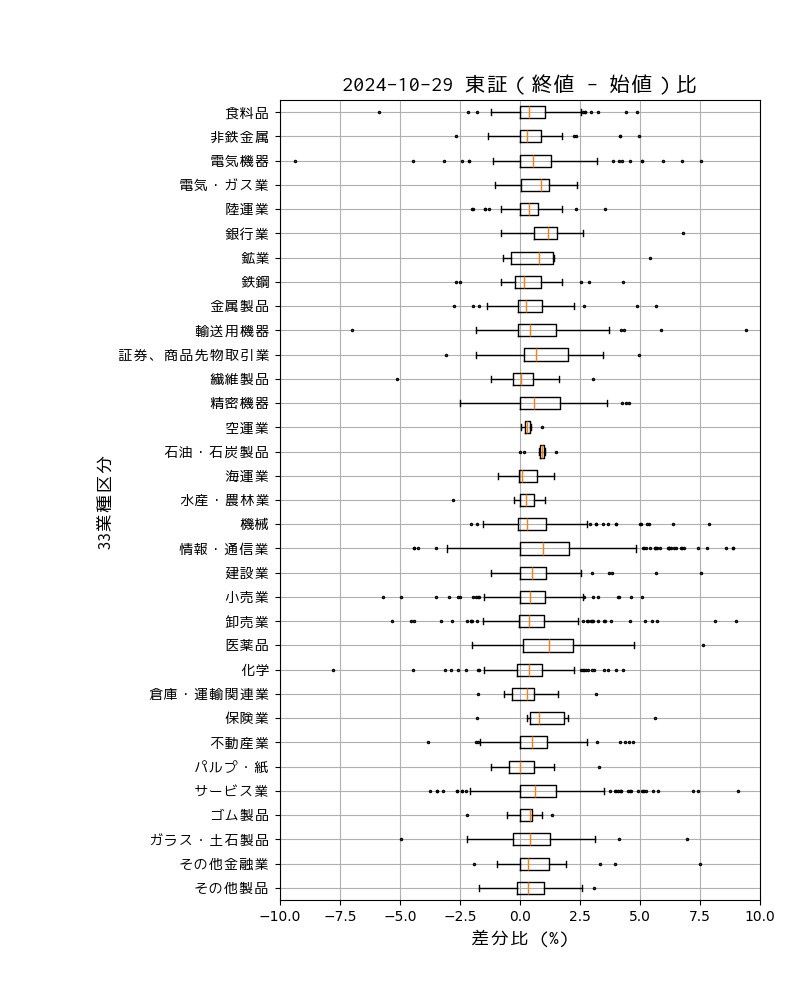 2024-10-29 東証（終値 - 始値）比
食料品
非鉄金属
電気機器
電気・ガス業
陸運業
銀行業
鉱業
鉄鋼
金属製品
輸送用機器
証券、商品先物取引業
繊維製品
精密機器
空運業
石油・石炭製品
海運業
水産・農林業
機械
情報・通信業
建設業
小売業
卸売業
医薬品
化学
倉庫・運輸関連業
保険業
不動産業
パルプ・紙
サービス業
ゴム製品
ガラス・土石製品
その他金融業
その他製品
33業種区分
−10.0 −7.5 −5.0 −2.5 0.0 2.5 5.0 7.5 10.0
差分比 (%)